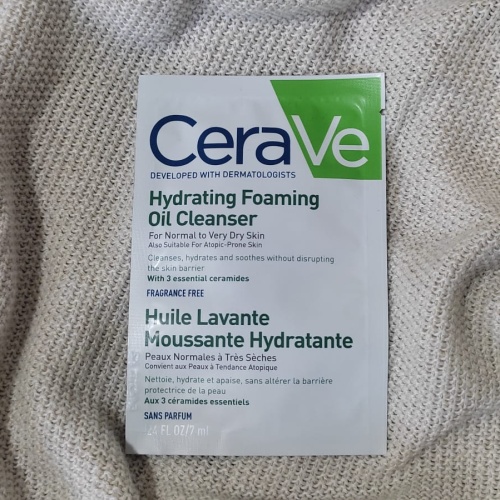 CeraVe
DEVELOPED WITH DERMATOLOGISTS
Hydrating Foaming
Oil Cleanser
For Normal to Very Dry Skin
Also Suitable For Atopic-Prone Skin
Cleanses, hydrates and soothes without disrupting
the skin barrier
With 3 essential ceramides
FRAGRANCE FREE
Huile Lavante
Moussante Hydratante
Peaux Normales à Très Sèches
Convient aux Peaux à Tendance Atopique
Nettoie, hydrate et apaise, sans altérer la barrière
protectrice de la peau
Aux 3 céramides essentiels
SANS PARFUM
FL OZ/7 ml